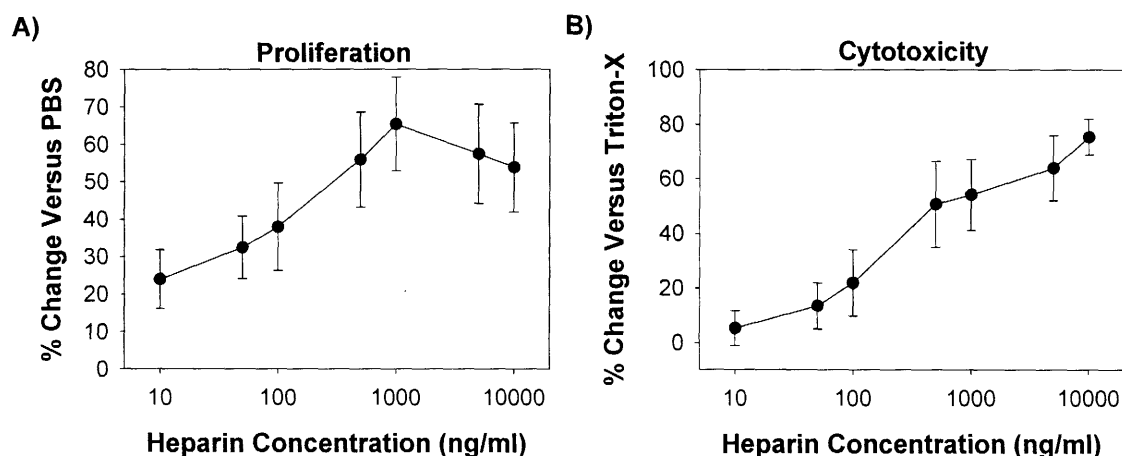 A)
Proliferation
% Change Versus PBS
80
70
60
50
40
30
20
10
0
10 100 1000 10000
Heparin Concentration (ng/ml)
B)
Cytotoxicity
% Change Versus Triton-X
100
80
60
40
20
0
10 100 1000 10000
Heparin Concentration (ng/ml)